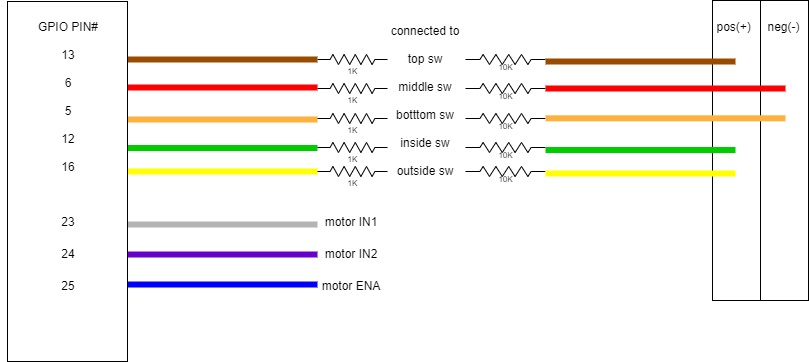 GPIO PIN#
connected to
pos(+) neg(-)
13 1K top sw 10K
6 1K middle sw 10K
5 1K botttom sw 10K
12 1K inside sw 10K
16 1K outside sw 10K
23 motor IN1
24 motor IN2
25 motor ENA